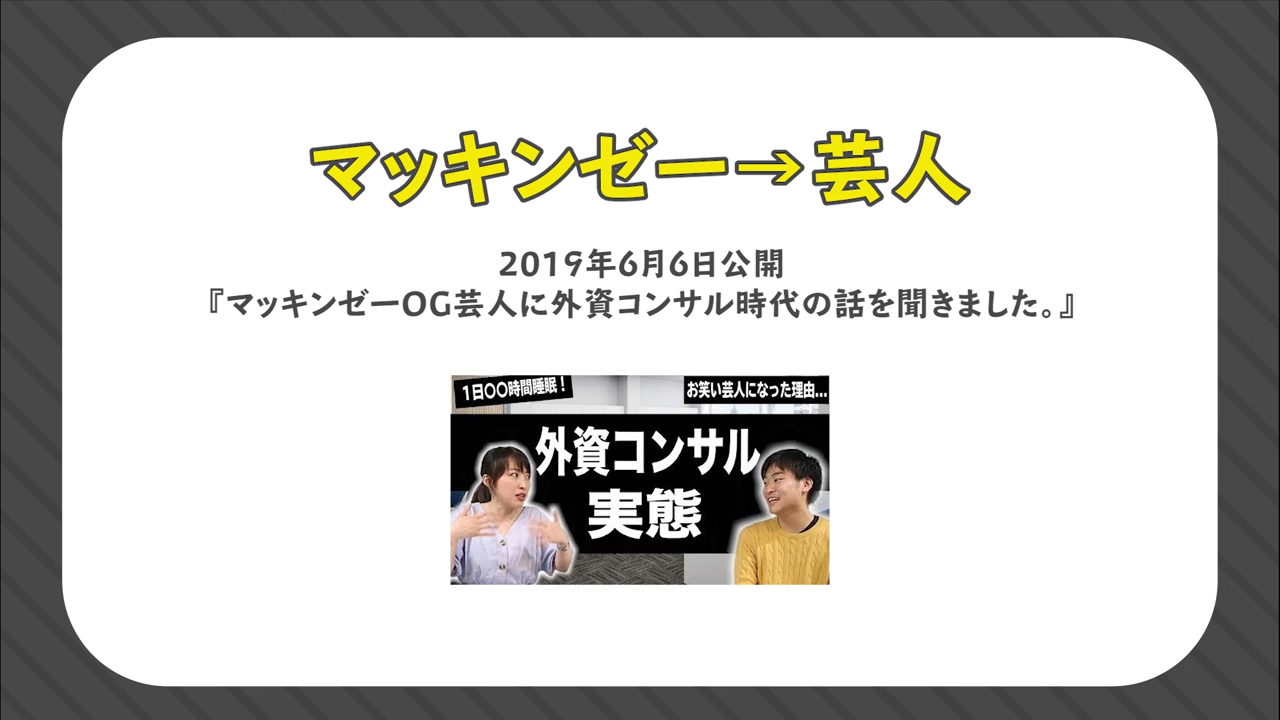 マッキンゼー→芸人
2019年6月6日公開
『マッキンゼーOG芸人に外資コンサル時代の話を聞きました。』
1日〇〇時間睡眠！
お笑い芸人になった理由...
外資コンサル
実態